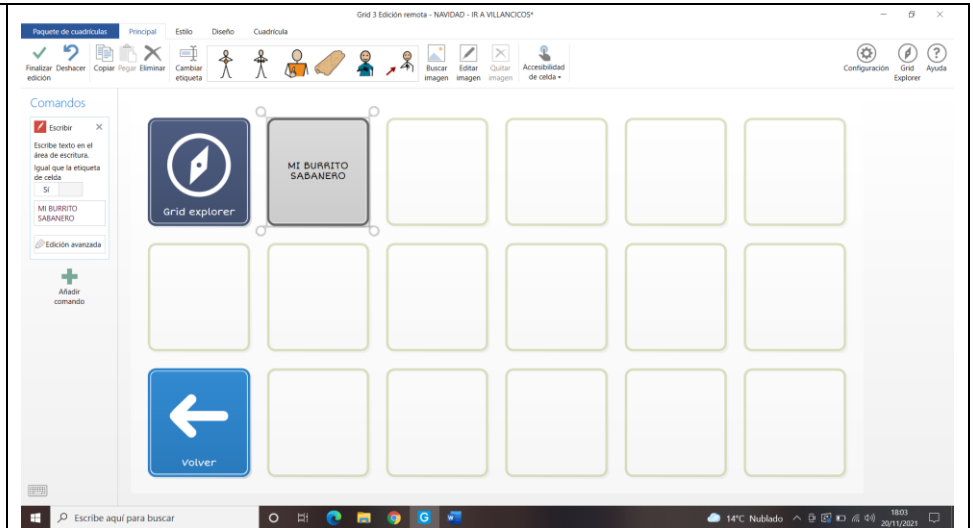 Grid 3 Edición remota - NAVIDAD - IR A VILLANCICOS*
Paquete de cuadrículas Principal Estilo Diseño Cuadrícula
Finalizar edición
Deshacer
Copiar
Pegar
Eliminar
Cambiar etiqueta
Buscar imagen
Editar imagen
Quitar imagen
Accesibilidad de celda
Configuración
Grid Explorer
Ayuda
Comandos
Escribir
Escribe texto en el
área de escritura.
Igual que la etiqueta
de celda
Sí
MI BURRITO
SABANERO
Edición avanzada
Añadir
comando
Grid explorer
MI BURRITO
SABANERO
Volver
Escribe aquí para buscar
14°C Nublado
18:03
20/11/2021